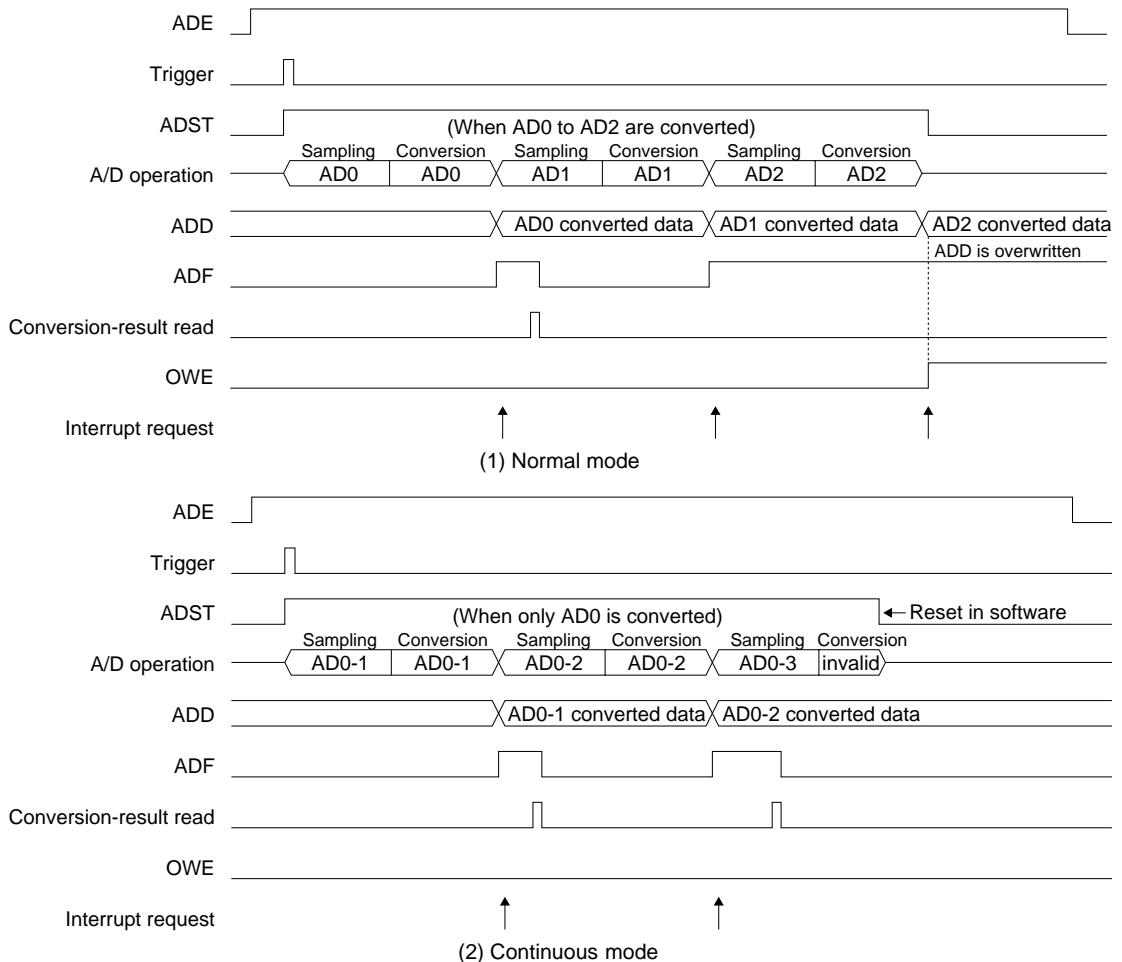 ADE
Trigger
ADST (When AD0 to AD2 are converted)
Sampling Conversion Sampling Conversion Sampling Conversion
A/D operation AD0 AD0 AD1 AD1 AD2 AD2
ADD AD0 converted data AD1 converted data AD2 converted data
ADD is overwritten
ADF
Conversion-result read
OWE
Interrupt request
(1) Normal mode
ADE
Trigger
ADST (When only AD0 is converted) Reset in software
Sampling Conversion Sampling Conversion Sampling Conversion
A/D operation AD0-1 AD0-1 AD0-2 AD0-2 AD0-3 invalid
ADD AD0-1 converted data AD0-2 converted data
ADF
Conversion-result read
OWE
Interrupt request
(2) Continuous mode